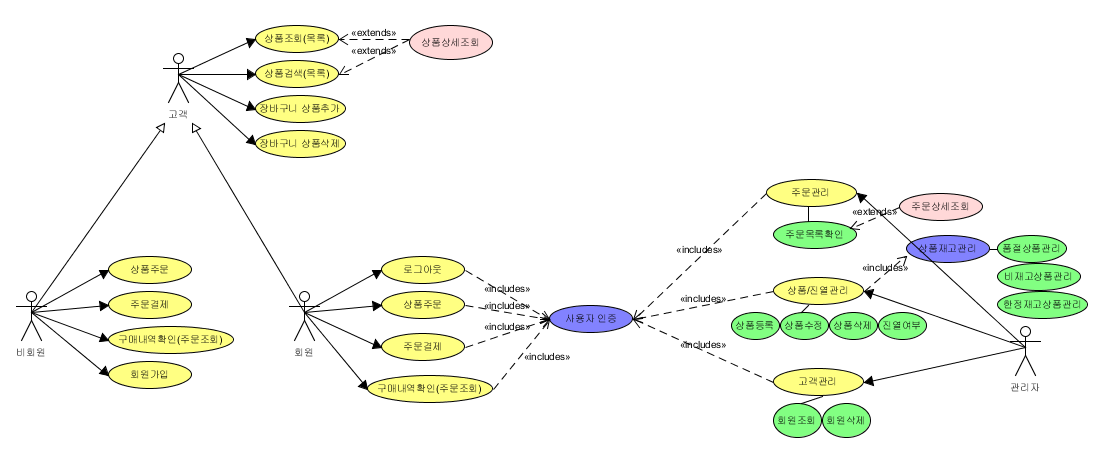 상품조회(목록)
«extends»
상품상세조회
«extends»
상품검색(목록)
장바구니 상품추가
고객
장바구니 상품삭제
상품주문
주문결제
구매내역확인(주문조회)
비회원
회원가입
로그아웃
«includes»
상품주문
«includes»
«includes»
회원
주문결제
«includes»
구매내역확인(주문조회)
사용자 인증
주문관리
«extends»
주문상세조회
주문목록확인
«includes»
상품재고관리
품절상품관리
«includes»
비재고상품관리
상품/진열관리
«includes»
한정재고상품관리
상품등록
상품수정
상품삭제
진열여부
«includes»
고객관리
관리자
회원조회
회원삭제